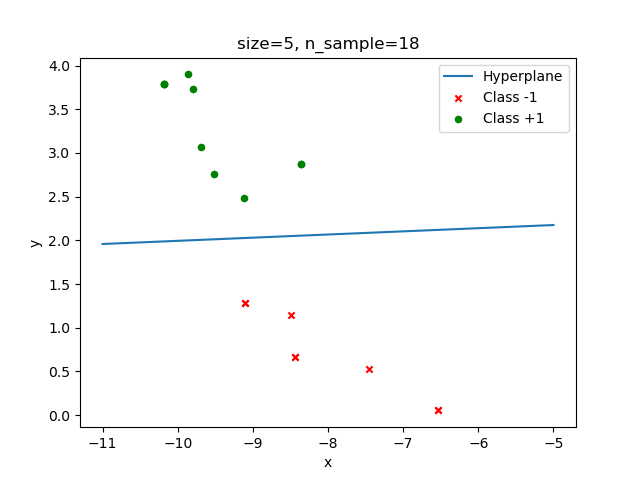 size=5, n_sample=18
Hyperplane
Class -1
Class +1
4.0
3.5
3.0
2.5
2.0
1.5
1.0
0.5
0.0
y
−11 −10 −9 −8 −7 −6 −5
x